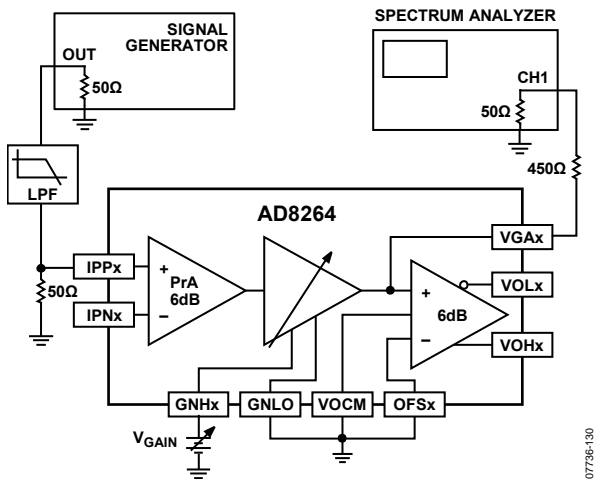 SIGNAL
GENERATOR
OUT
50Ω
SPECTRUM ANALYZER
CH1
50Ω
450Ω
LPF
AD8264
VGAx
IPPx
+
PrA
6dB
–
50Ω
IPNx
+
6dB
–
VOLx
VOHx
GNHx
GNLO
VOCM
OFSx
VGAIN
07736-130